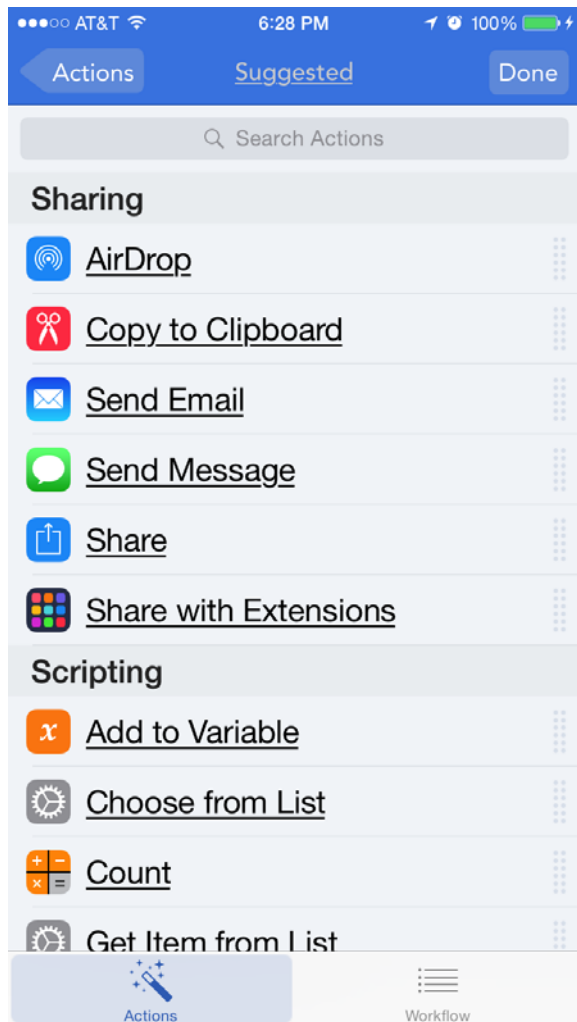 AT&T 6:28 PM 100%
Actions Suggested Done
Search Actions
Sharing
AirDrop
Copy to Clipboard
Send Email
Send Message
Share
Share with Extensions
Scripting
x Add to Variable
Choose from List
+ − × = Count
Get Item from List
Actions Workflow